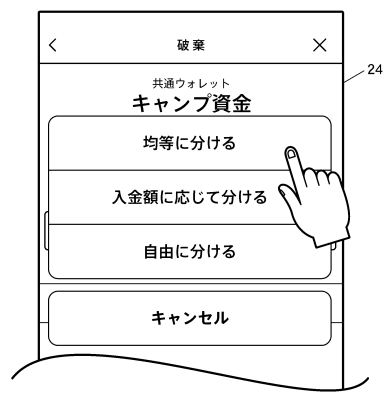 破棄
24
共通ウォレット
キャンプ資金
均等に分ける
入金額に応じて分ける
自由に分ける
キャンセル